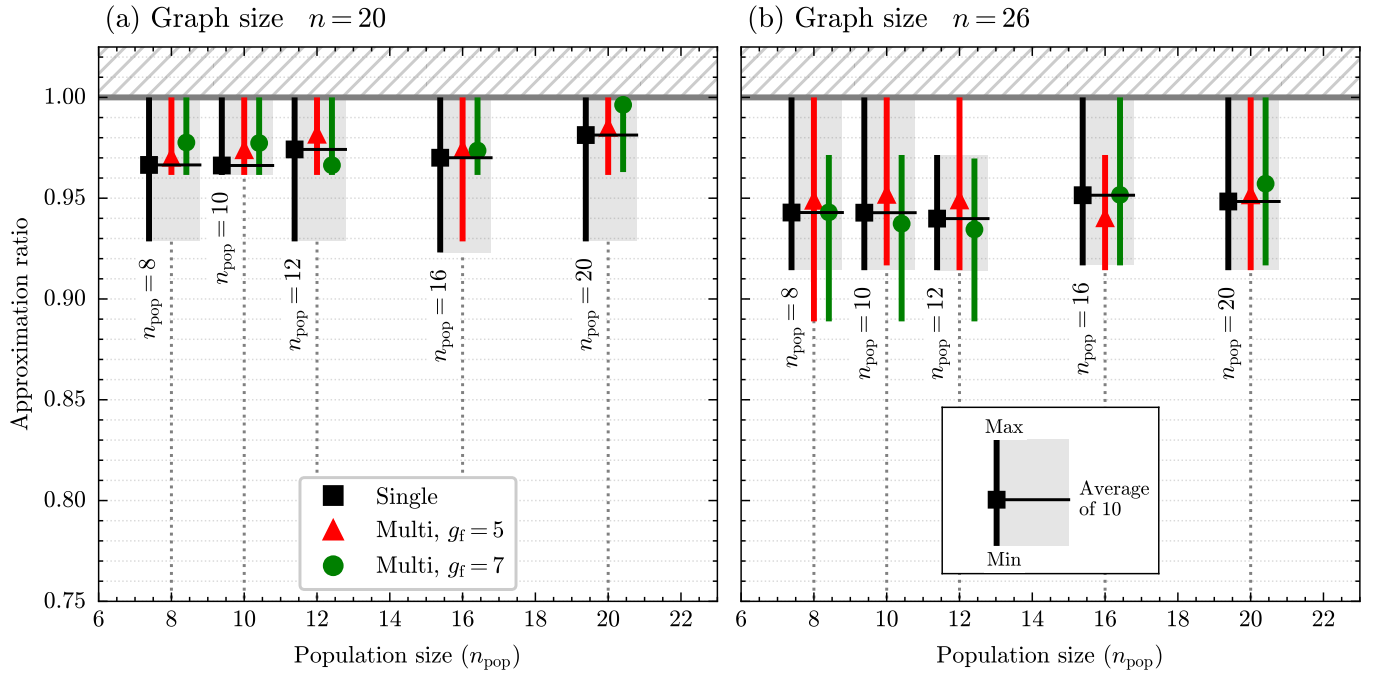 (a) Graph size n = 20
(b) Graph size n = 26
Approximation ratio
1.00
0.95
0.90
0.85
0.80
0.75
n_pop = 8
n_pop = 10
n_pop = 12
n_pop = 16
n_pop = 20
Single
Multi, g_f = 5
Multi, g_f = 7
6 8 10 12 14 16 18 20 22
Population size (n_pop)
n_pop = 8
n_pop = 10
n_pop = 12
n_pop = 16
n_pop = 20
Max
Average
of 10
Min
6 8 10 12 14 16 18 20 22
Population size (n_pop)